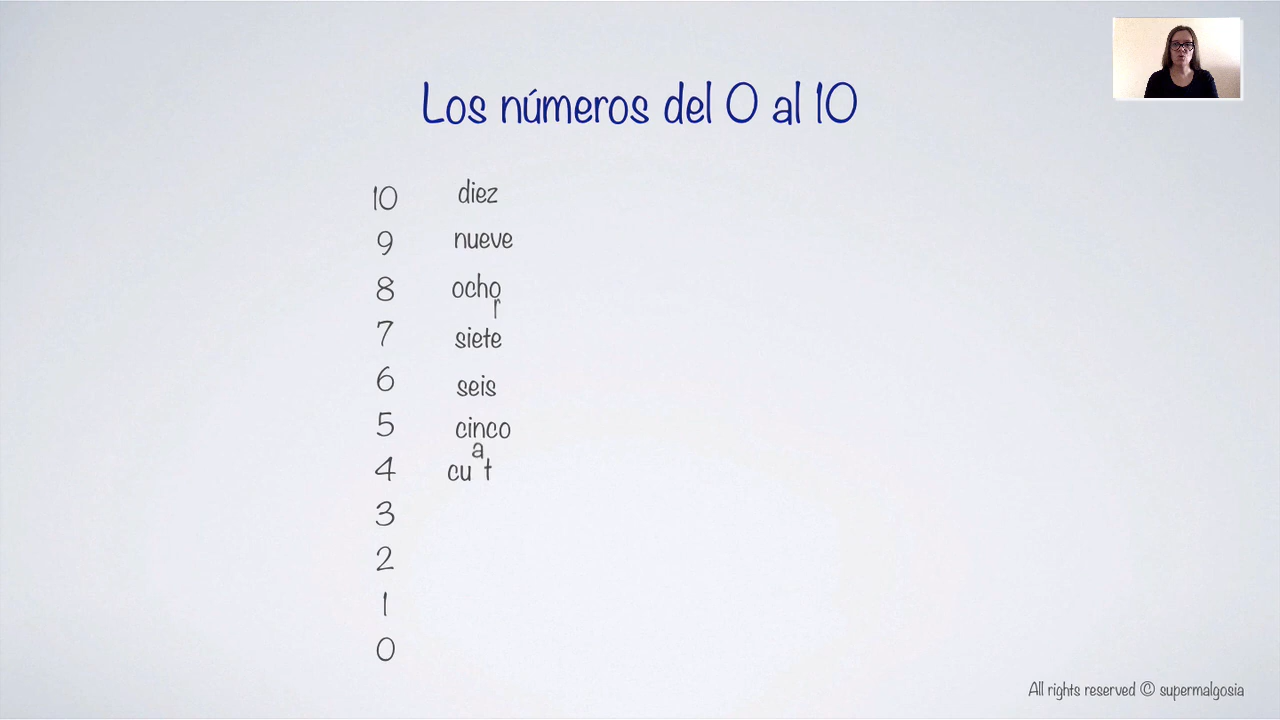 Los números del 0 al 10
10 diez
9 nueve
8 ocho
r
7 siete
6 seis
5 cinco
a
4 cu t
3
2
1
0
All rights reserved © supermalgosia